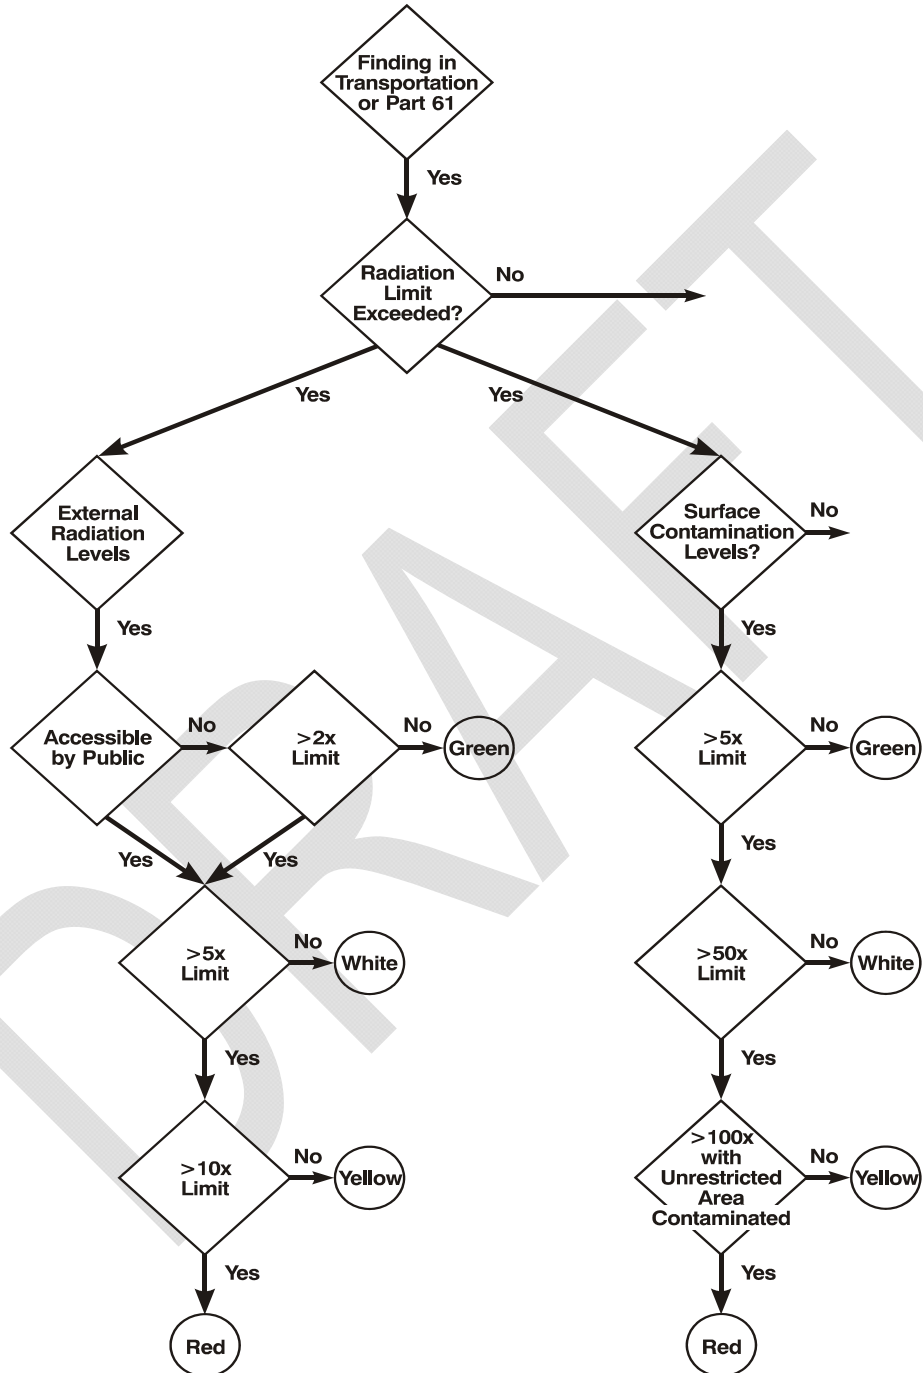 Finding in
Transportation
or Part 61
Yes
Radiation
Limit
Exceeded?
No
Yes
Yes
External
Radiation
Levels
Surface
Contamination
Levels?
No
Yes
Yes
Accessible
by Public
No
>2x
Limit
No
Green
>5x
Limit
No
Green
Yes
Yes
Yes
>5x
Limit
No
White
>50x
Limit
No
White
Yes
Yes
>10x
Limit
No
Yellow
>100x
with
Unrestricted
Area
Contaminated
No
Yellow
Yes
Yes
Red
Red
DRAFT